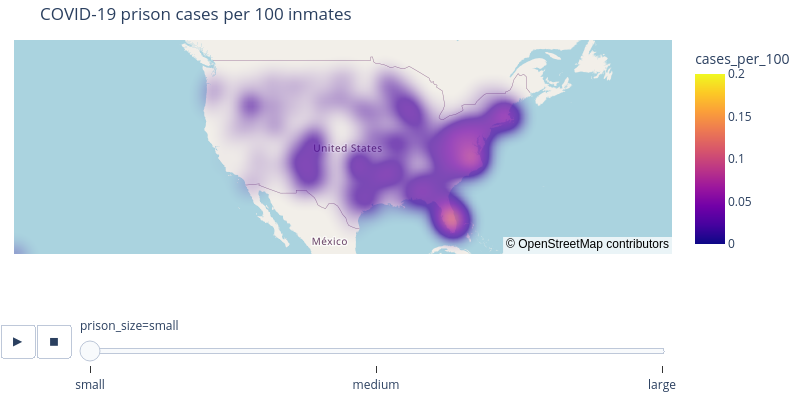 COVID-19 prison cases per 100 inmates
cases_per_100
0.2
0.15
0.1
0.05
0
United States
México
© OpenStreetMap contributors
prison_size=small
small
medium
large